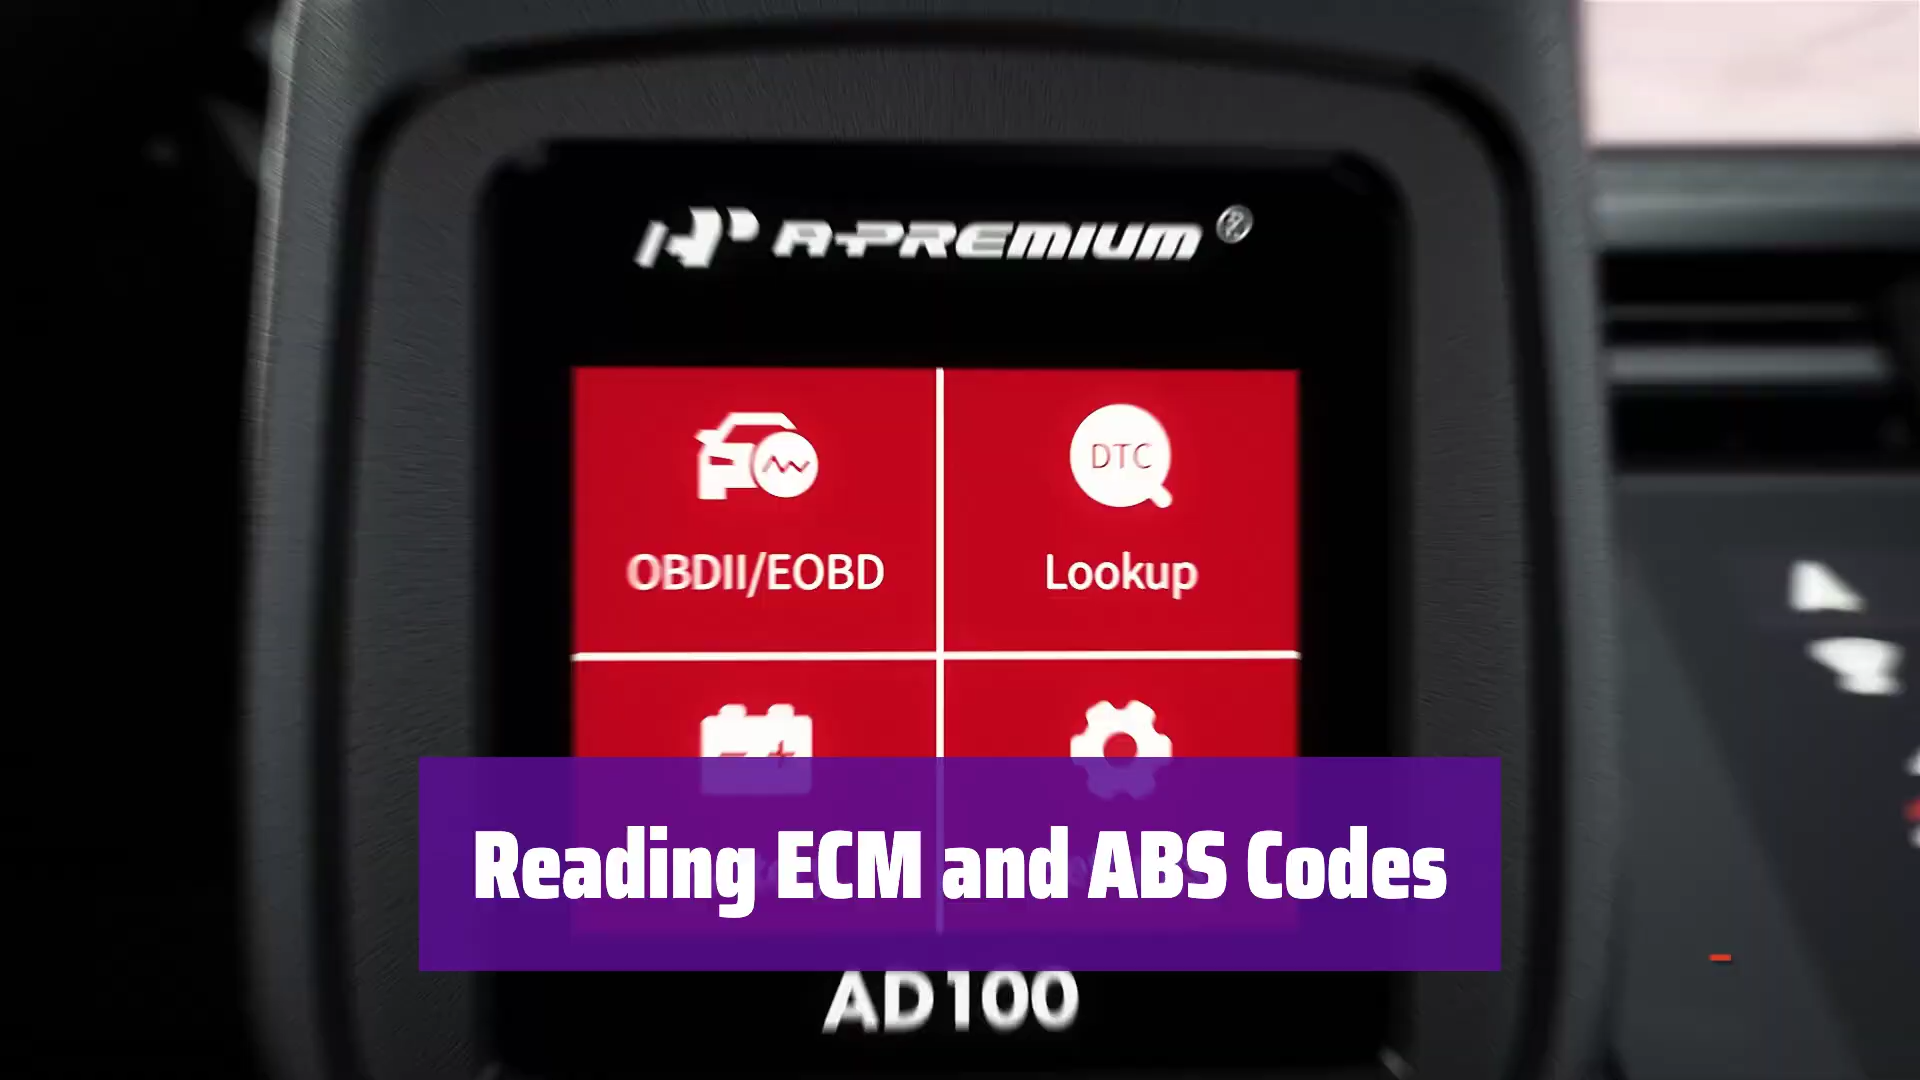 A-PREMIUM®
DTC
OBDII/EOBD
Lookup
Reading ECM and ABS Codes
AD100